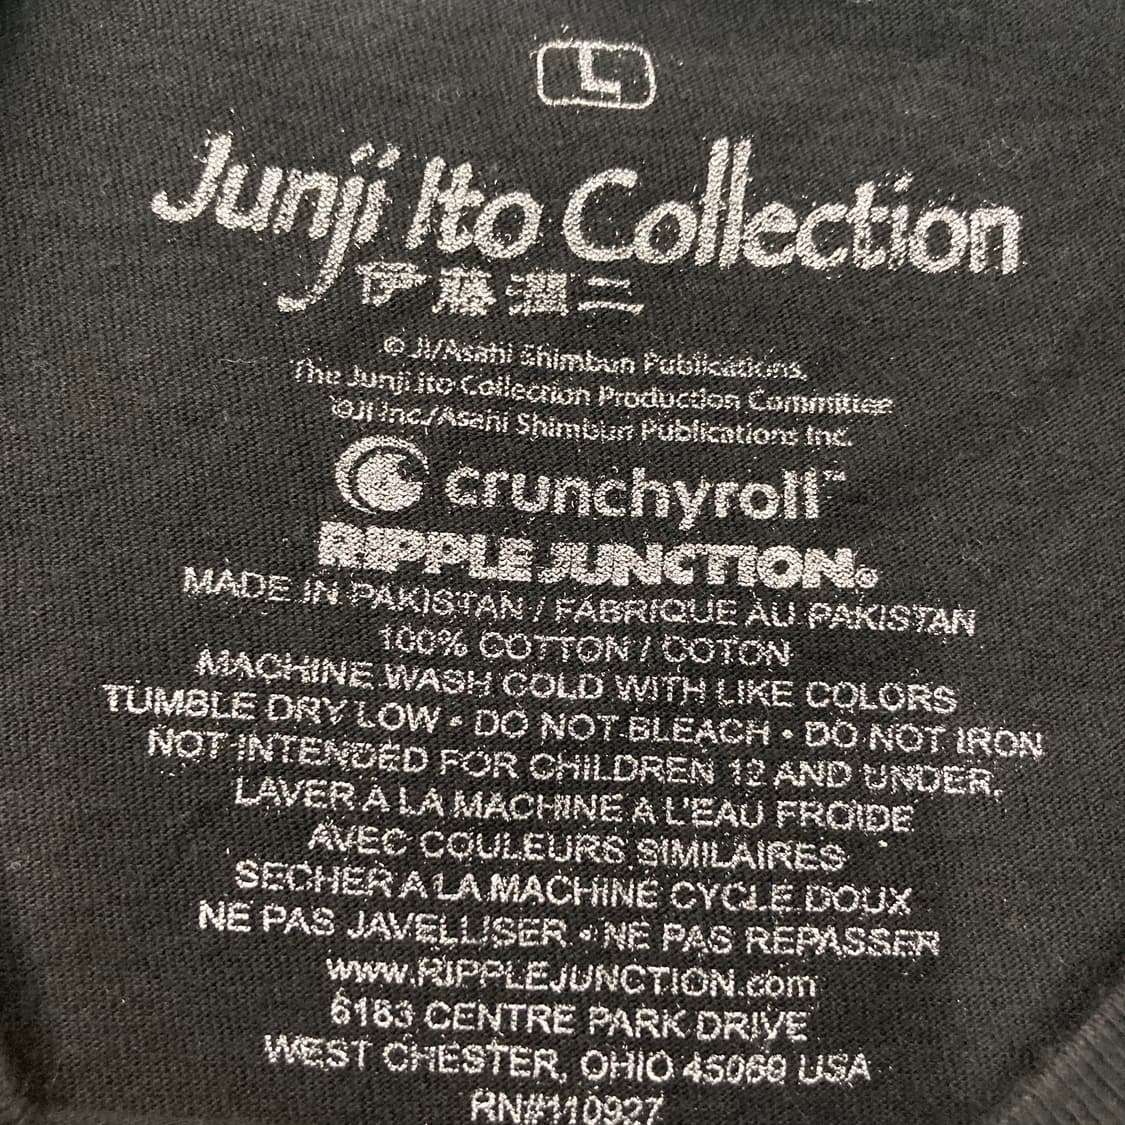 L
Junji Ito Collection
伊藤潤二
© JI/Asahi Shimbun Publications,
The Junji Ito Collection Production Committee
©JI Inc./Asahi Shimbun Publications Inc.
crunchyroll™
RIPPLE JUNCTION®
MADE IN PAKISTAN / FABRIQUE AU PAKISTAN
100% COTTON / COTON
MACHINE WASH COLD WITH LIKE COLORS
TUMBLE DRY LOW • DO NOT BLEACH • DO NOT IRON
NOT INTENDED FOR CHILDREN 12 AND UNDER.
LAVER A LA MACHINE A L'EAU FROIDE
AVEC COULEURS SIMILAIRES
SECHER A LA MACHINE CYCLE DOUX
NE PAS JAVELLISER • NE PAS REPASSER
www.RIPPLEJUNCTION.com
6183 CENTRE PARK DRIVE
WEST CHESTER, OHIO 45069 USA
RN#110927